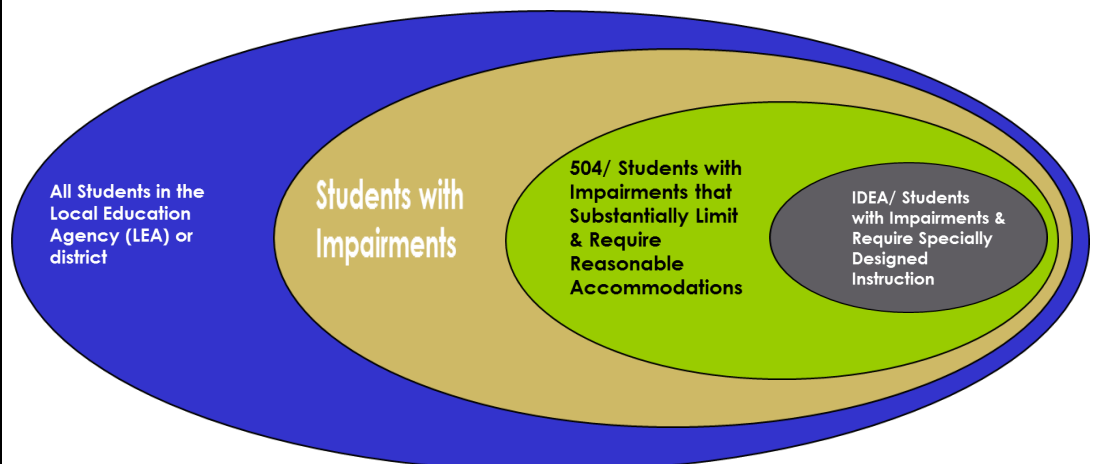 All Students in the
Local Education
Agency (LEA) or
district
Students with
Impairments
504/ Students with
Impairments that
Substantially Limit
& Require
Reasonable
Accommodations
IDEA/ Students
with Impairments &
Require Specially
Designed
Instruction